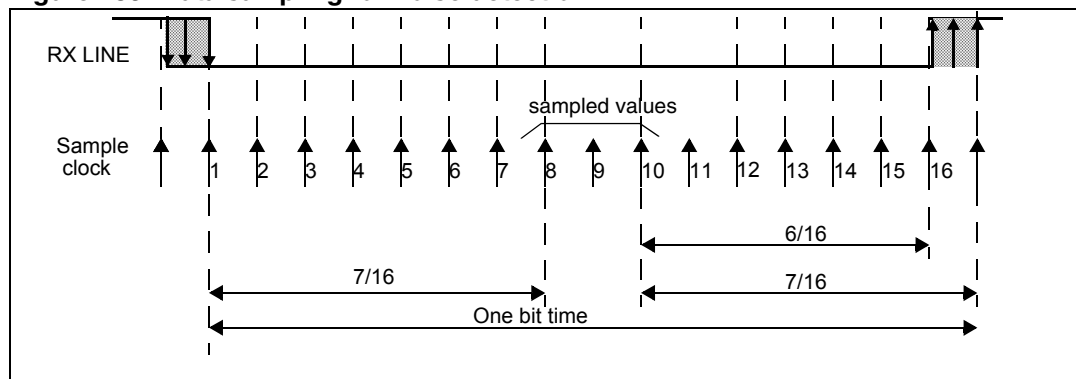 RX LINE
sampled values
Sample
clock
1 2 3 4 5 6 7 8 9 10 11 12 13 14 15 16
6/16
7/16
7/16
One bit time